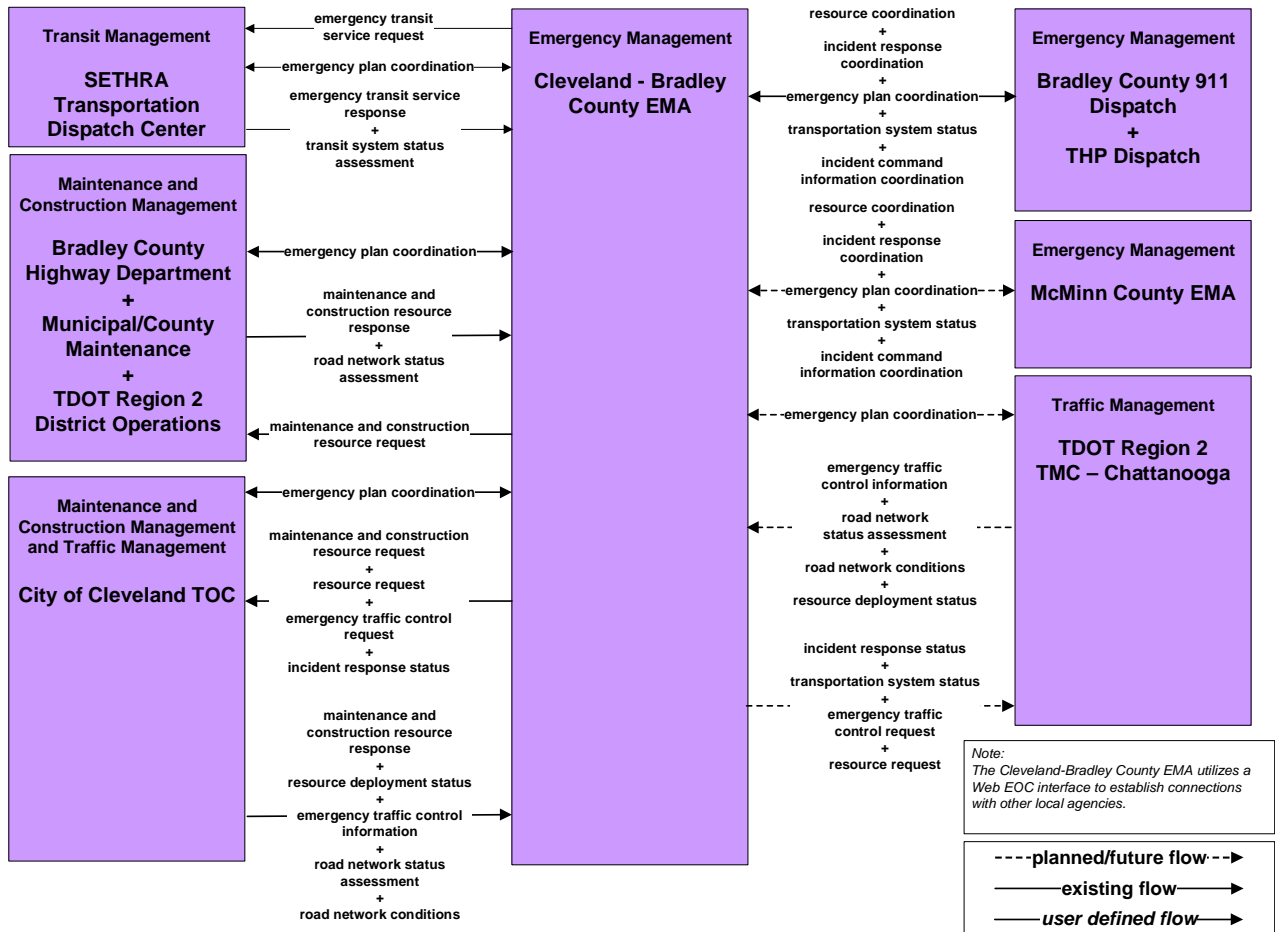 Transit Management
SETHRA
Transportation
Dispatch Center
emergency transit
service request
emergency plan coordination
emergency transit service
response
+
transit system status
assessment
Maintenance and
Construction Management
Bradley County
Highway Department
+
Municipal/County
Maintenance
+
TDOT Region 2
District Operations
emergency plan coordination
maintenance and
construction resource
response
+
road network status
assessment
maintenance and construction
resource request
Maintenance and
Construction Management
and Traffic Management
City of Cleveland TOC
emergency plan coordination
maintenance and construction
resource request
+
resource request
+
emergency traffic control
request
+
incident response status
maintenance and
construction resource
response
+
resource deployment status
+
emergency traffic control
information
+
road network status
assessment
+
road network conditions
Emergency Management
Cleveland - Bradley
County EMA
resource coordination
+
incident response
coordination
+
emergency plan coordination
+
transportation system status
+
incident command
information coordination
Emergency Management
Bradley County 911
Dispatch
+
THP Dispatch
resource coordination
+
incident response
coordination
+
emergency plan coordination
+
transportation system status
+
incident command
information coordination
Emergency Management
McMinn County EMA
emergency plan coordination
emergency traffic
control information
+
road network
status assessment
+
road network conditions
+
resource deployment status
incident response status
+
transportation system status
+
emergency traffic
control request
+
resource request
Traffic Management
TDOT Region 2
TMC – Chattanooga
Note:
The Cleveland-Bradley County EMA utilizes a
Web EOC interface to establish connections
with other local agencies.
planned/future flow
existing flow
user defined flow